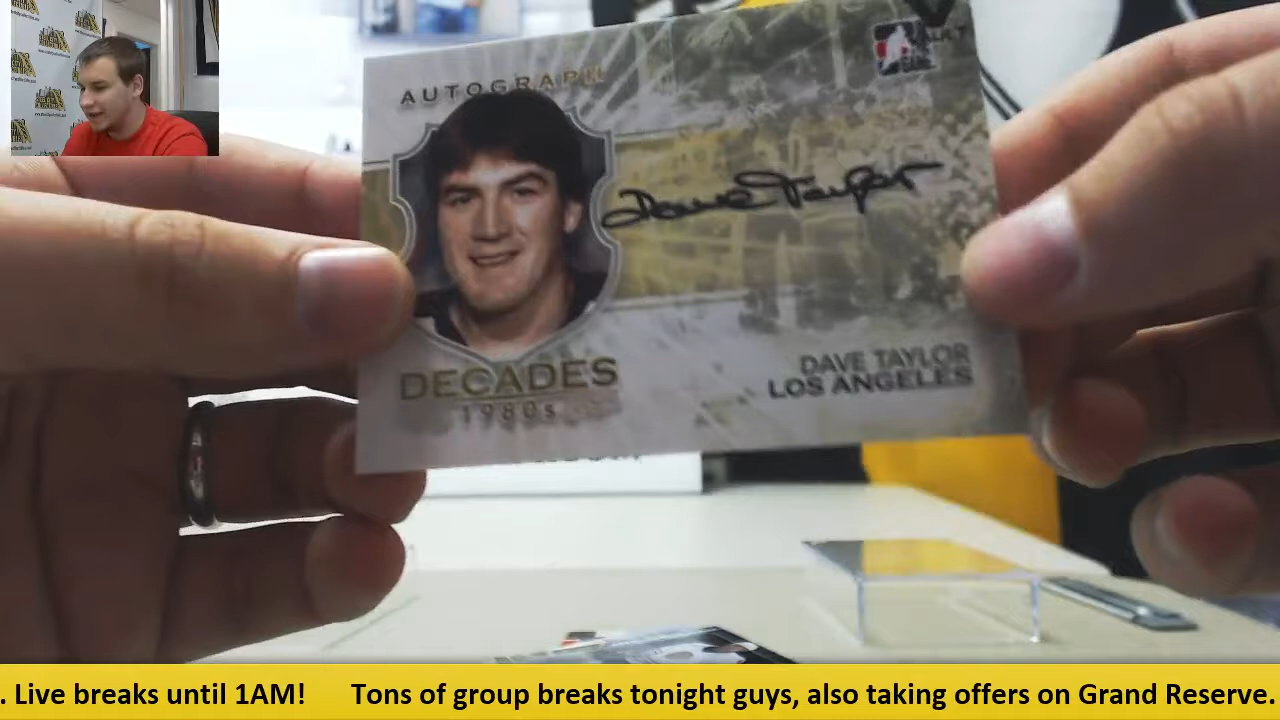 AUTOGRAPH
Dave Taylor
DECADES
1980s
DAVE TAYLOR
LOS ANGELES
. Live breaks until 1AM! Tons of group breaks tonight guys, also taking offers on Grand Reserve.